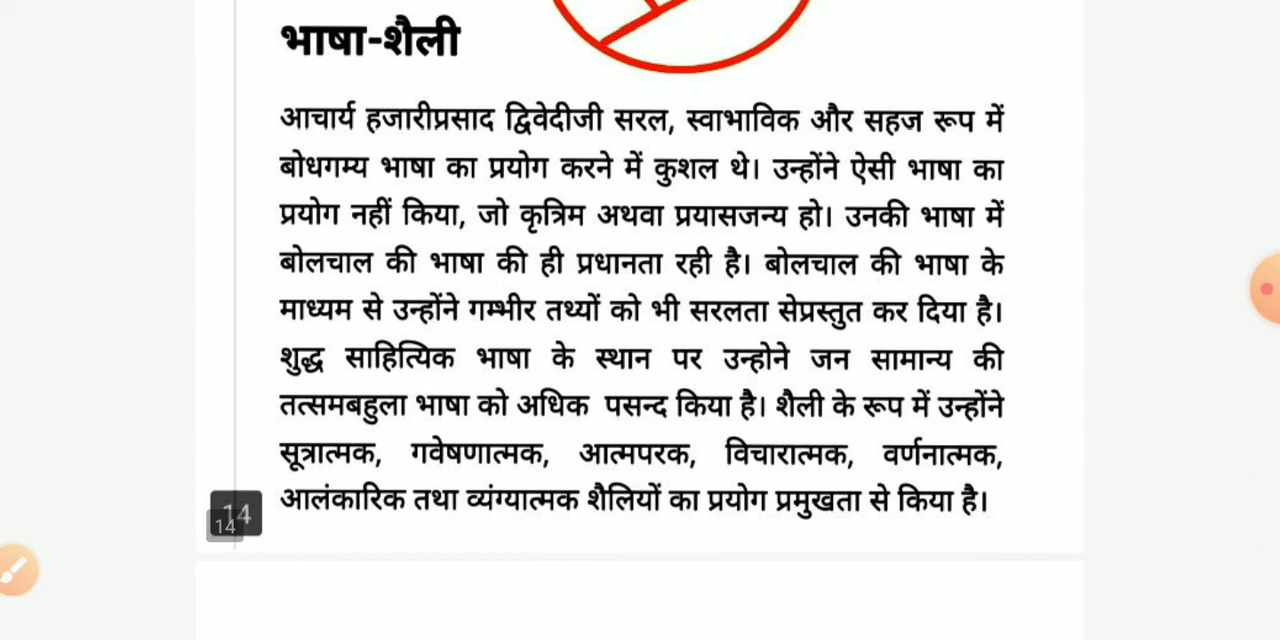 भाषा-शैली
आचार्य हजारीप्रसाद द्विवेदीजी सरल, स्वाभाविक और सहज रूप में
बोधगम्य भाषा का प्रयोग करने में कुशल थे। उन्होंने ऐसी भाषा का
प्रयोग नहीं किया, जो कृत्रिम अथवा प्रयासजन्य हो। उनकी भाषा में
बोलचाल की भाषा की ही प्रधानता रही है। बोलचाल की भाषा के
माध्यम से उन्होंने गम्भीर तथ्यों को भी सरलता सेप्रस्तुत कर दिया है।
शुद्ध साहित्यिक भाषा के स्थान पर उन्होने जन सामान्य की
तत्समबहुला भाषा को अधिक पसन्द किया है। शैली के रूप में उन्होंने
सूत्रात्मक, गवेषणात्मक, आत्मपरक, विचारात्मक, वर्णनात्मक,
आलंकारिक तथा व्यंग्यात्मक शैलियों का प्रयोग प्रमुखता से किया है।
14
14